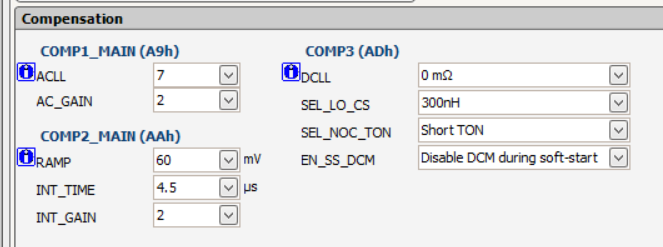 Compensation
COMP1_MAIN (A9h)
ACLL 7
AC_GAIN 2
COMP2_MAIN (AAh)
RAMP 60 mV
INT_TIME 4.5 µs
INT_GAIN 2
COMP3 (ADh)
DCLL 0 mΩ
SEL_LO_CS 300nH
SEL_NOC_TON Short TON
EN_SS_DCM Disable DCM during soft-start